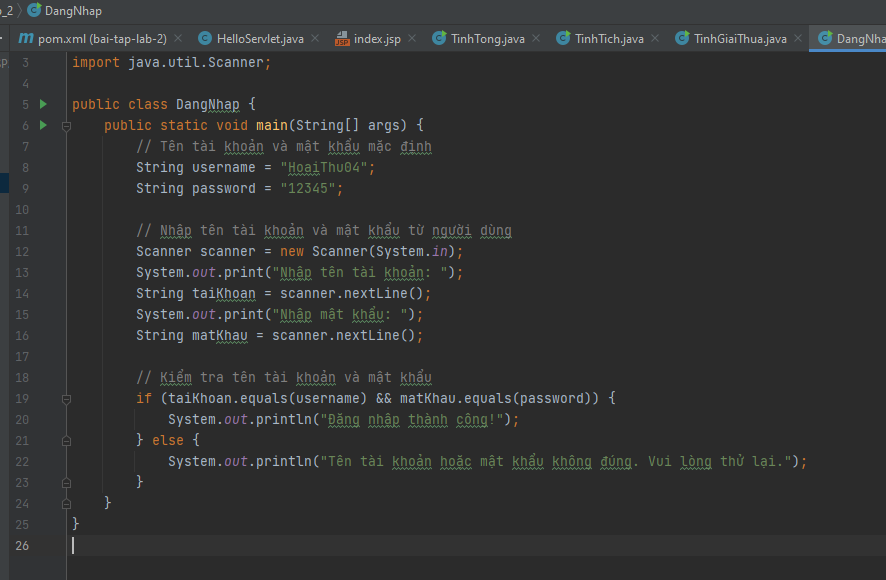 _2 DangNhap
pom.xml (bai-tap-lab-2) HelloServlet.java index.jsp TinhTong.java TinhTich.java TinhGiaiThua.java DangNha
3 import java.util.Scanner;
4
5 public class DangNhap {
6 public static void main(String[] args) {
7 // Tên tài khoản và mật khẩu mặc định
8 String username = "HoaiThu04";
9 String password = "12345";
10
11 // Nhập tên tài khoản và mật khẩu từ người dùng
12 Scanner scanner = new Scanner(System.in);
13 System.out.print("Nhập tên tài khoản: ");
14 String taiKhoan = scanner.nextLine();
15 System.out.print("Nhập mật khẩu: ");
16 String matKhau = scanner.nextLine();
17
18 // Kiểm tra tên tài khoản và mật khẩu
19 if (taiKhoan.equals(username) && matKhau.equals(password)) {
20 System.out.println("Đăng nhập thành công!");
21 } else {
22 System.out.println("Tên tài khoản hoặc mật khẩu không đúng. Vui lòng thử lại.");
23 }
24 }
25 }
26